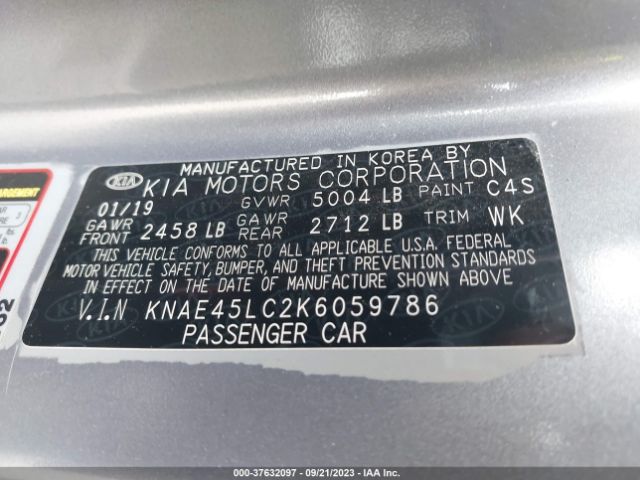 MANUFACTURED IN KOREA BY
KIA KIA MOTORS CORPORATION
01/19 GVWR 5004 LB PAINT C4S
GAWR FRONT 2458 LB GAWR REAR 2712 LB TRIM WK
THIS VEHICLE CONFORMS TO ALL APPLICABLE U.S.A. FEDERAL
MOTOR VEHICLE SAFETY, BUMPER, AND THEFT PREVENTION STANDARDS
IN EFFECT ON THE DATE OF MANUFACTURE SHOWN ABOVE
V.I.N KNAE45LC2K6059786
PASSENGER CAR
000-37632097 - 09/21/2023 - IAA Inc.